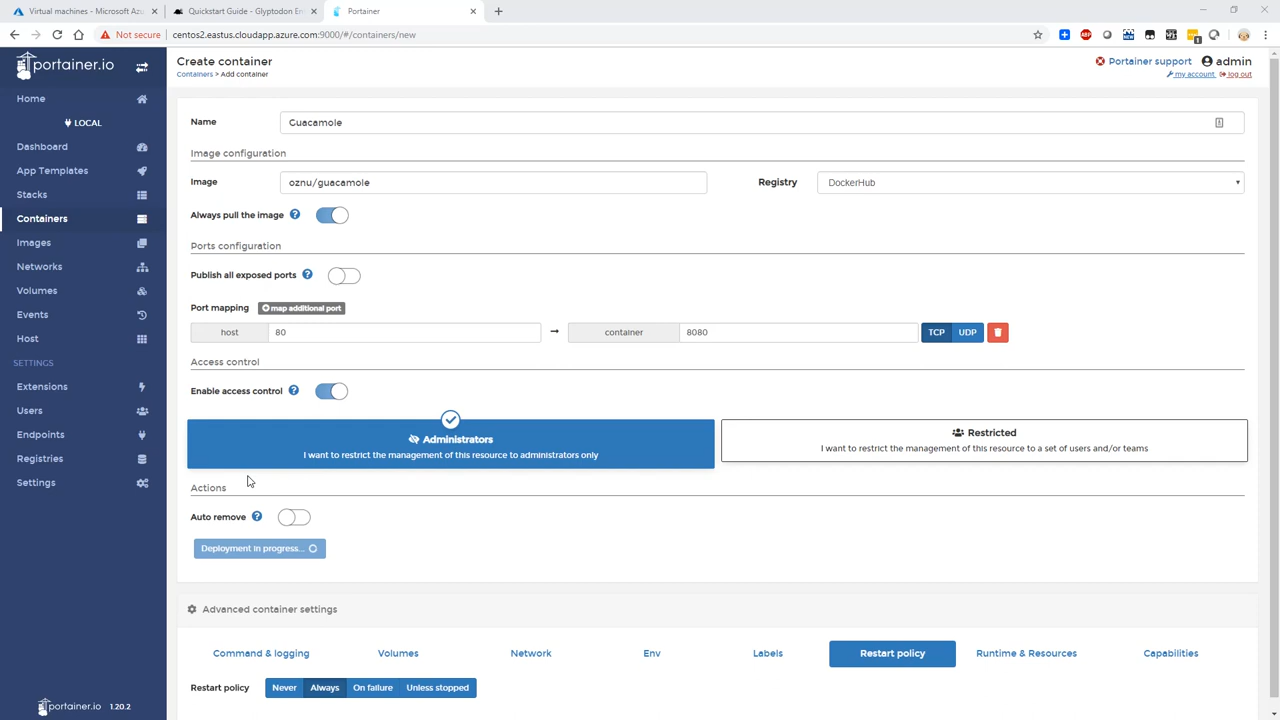 Virtual machines - Microsoft Azu
Quickstart Guide - Glyptodon En
Portainer
Not secure
centos2.eastus.cloudapp.azure.com:9000/#/containers/new
portainer.io
Create container
Containers > Add container
Portainer support
admin
my account
log out
Home
LOCAL
Dashboard
App Templates
Stacks
Containers
Images
Networks
Volumes
Events
Host
SETTINGS
Extensions
Users
Endpoints
Registries
Settings
portainer.io 1.20.2
Name
Guacamole
Image configuration
Image
oznu/guacamole
Registry
DockerHub
Always pull the image
Ports configuration
Publish all exposed ports
Port mapping
map additional port
host
80
container
8080
TCP
UDP
Access control
Enable access control
Administrators
I want to restrict the management of this resource to administrators only
Restricted
I want to restrict the management of this resource to a set of users and/or teams
Actions
Auto remove
Deployment in progress...
Advanced container settings
Command & logging
Volumes
Network
Env
Labels
Restart policy
Runtime & Resources
Capabilities
Restart policy
Never
Always
On failure
Unless stopped